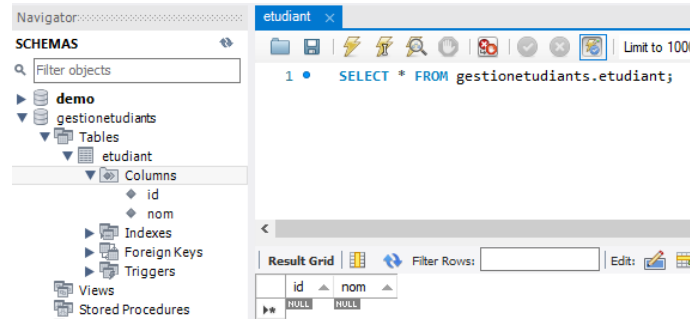 Navigator
SCHEMAS
Filter objects
demo
gestionetudiants
Tables
etudiant
Columns
id
nom
Indexes
Foreign Keys
Triggers
Views
Stored Procedures
etudiant ×
Limit to 1000
1 SELECT * FROM gestionetudiants.etudiant;
Result Grid Filter Rows: Edit:
id nom
NULL NULL